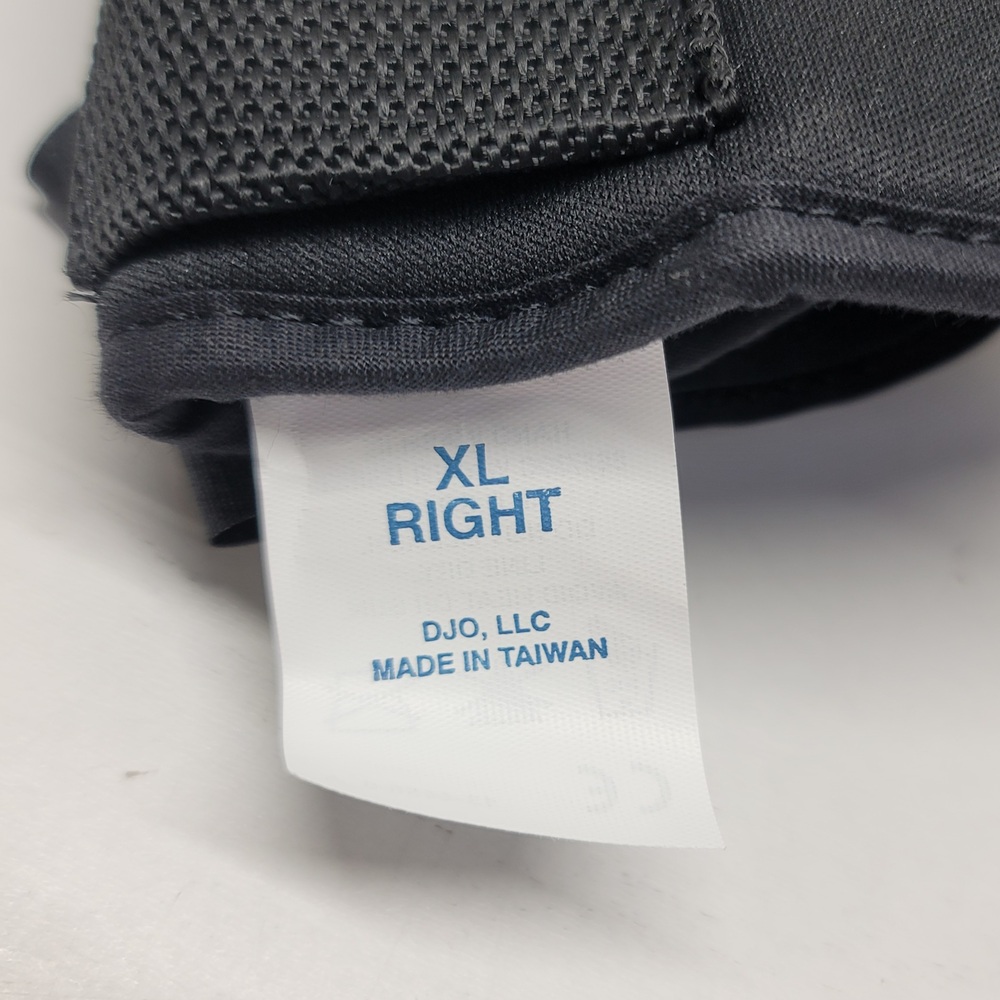 XL
RIGHT
DJO, LLC
MADE IN TAIWAN